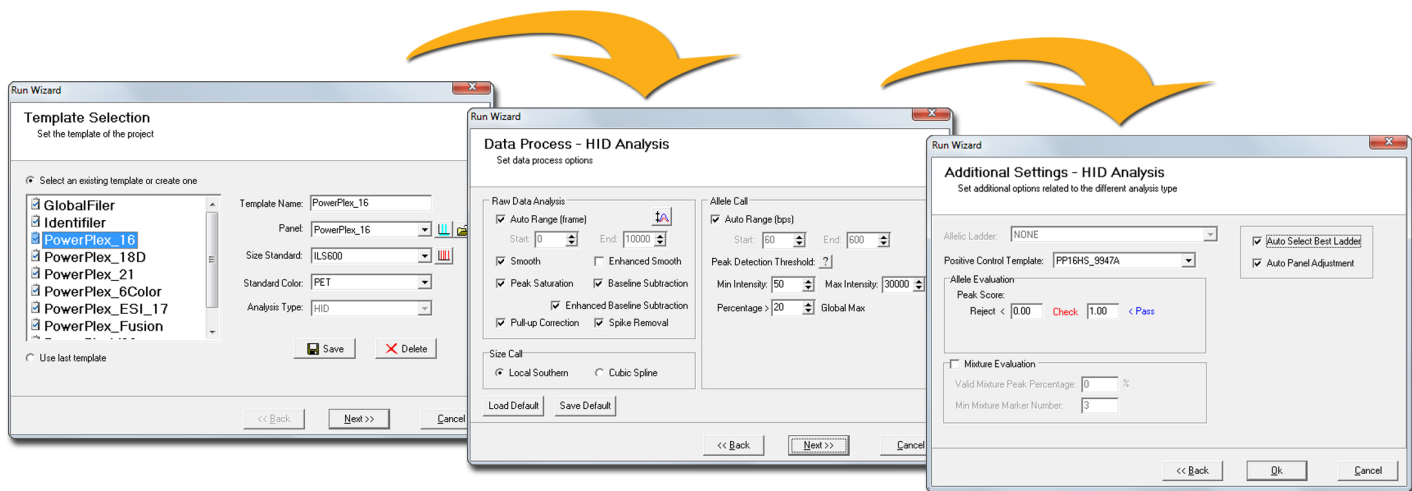 Run Wizard
Template Selection
Set the template of the project
Select an existing template or create one
GlobalFiler
Identifiler
PowerPlex_16
PowerPlex_18D
PowerPlex_21
PowerPlex_6Color
PowerPlex_ESI_17
PowerPlex_Fusion
Use last template
Template Name: PowerPlex_16
Panel: PowerPlex_16
Size Standard: ILS600
Standard Color: PET
Analysis Type: HID
Save Delete
<< Back Next >> Cancel
Run Wizard
Data Process - HID Analysis
Set data process options
Raw Data Analysis
Auto Range (frame)
Start: 0 End: 10000
Smooth Enhanced Smooth
Peak Saturation Baseline Subtraction
Enhanced Baseline Subtraction
Pull-up Correction Spike Removal
Size Call
Local Southern Cubic Spline
Load Default Save Default
Allele Call
Auto Range (bps)
Start: 60 End: 600
Peak Detection Threshold: ?
Min Intensity: 50 Max Intensity: 30000
Percentage > 20 Global Max
<< Back Next >> Cancel
Run Wizard
Additional Settings - HID Analysis
Set additional options related to the different analysis type
Allelic Ladder: NONE
Positive Control Template: PP16HS_9947A
Allele Evaluation
Peak Score:
Reject < 0.00 Check 1.00 < Pass
Mixture Evaluation
Valid Mixture Peak Percentage: 0 %
Min Mixture Marker Number: 3
Auto Select Best Ladder
Auto Panel Adjustment
<< Back Ok Cancel